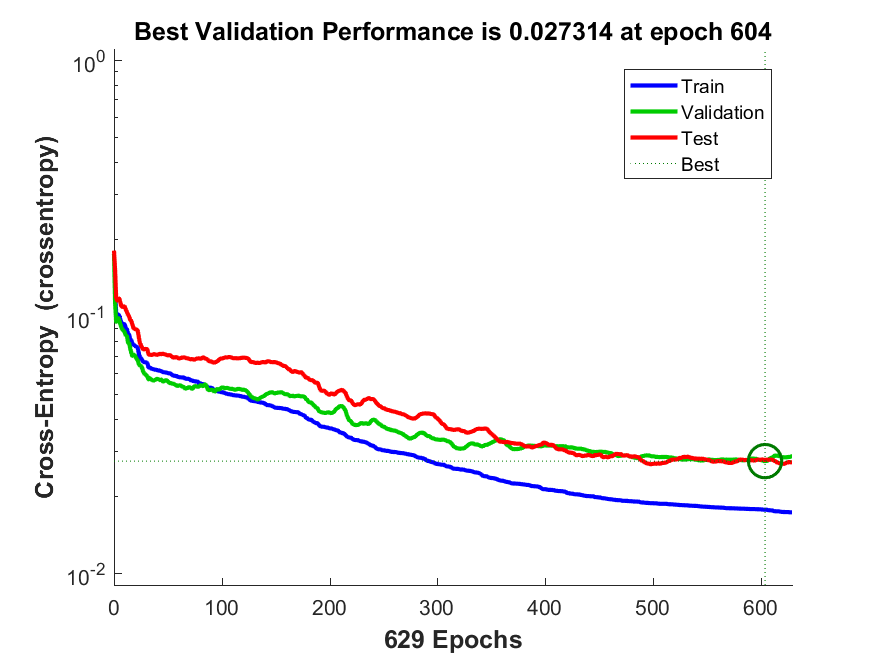 Best Validation Performance is 0.027314 at epoch 604
Cross-Entropy (crossentropy)
10^0
10^-1
10^-2
Train
Validation
Test
Best
0 100 200 300 400 500 600
629 Epochs